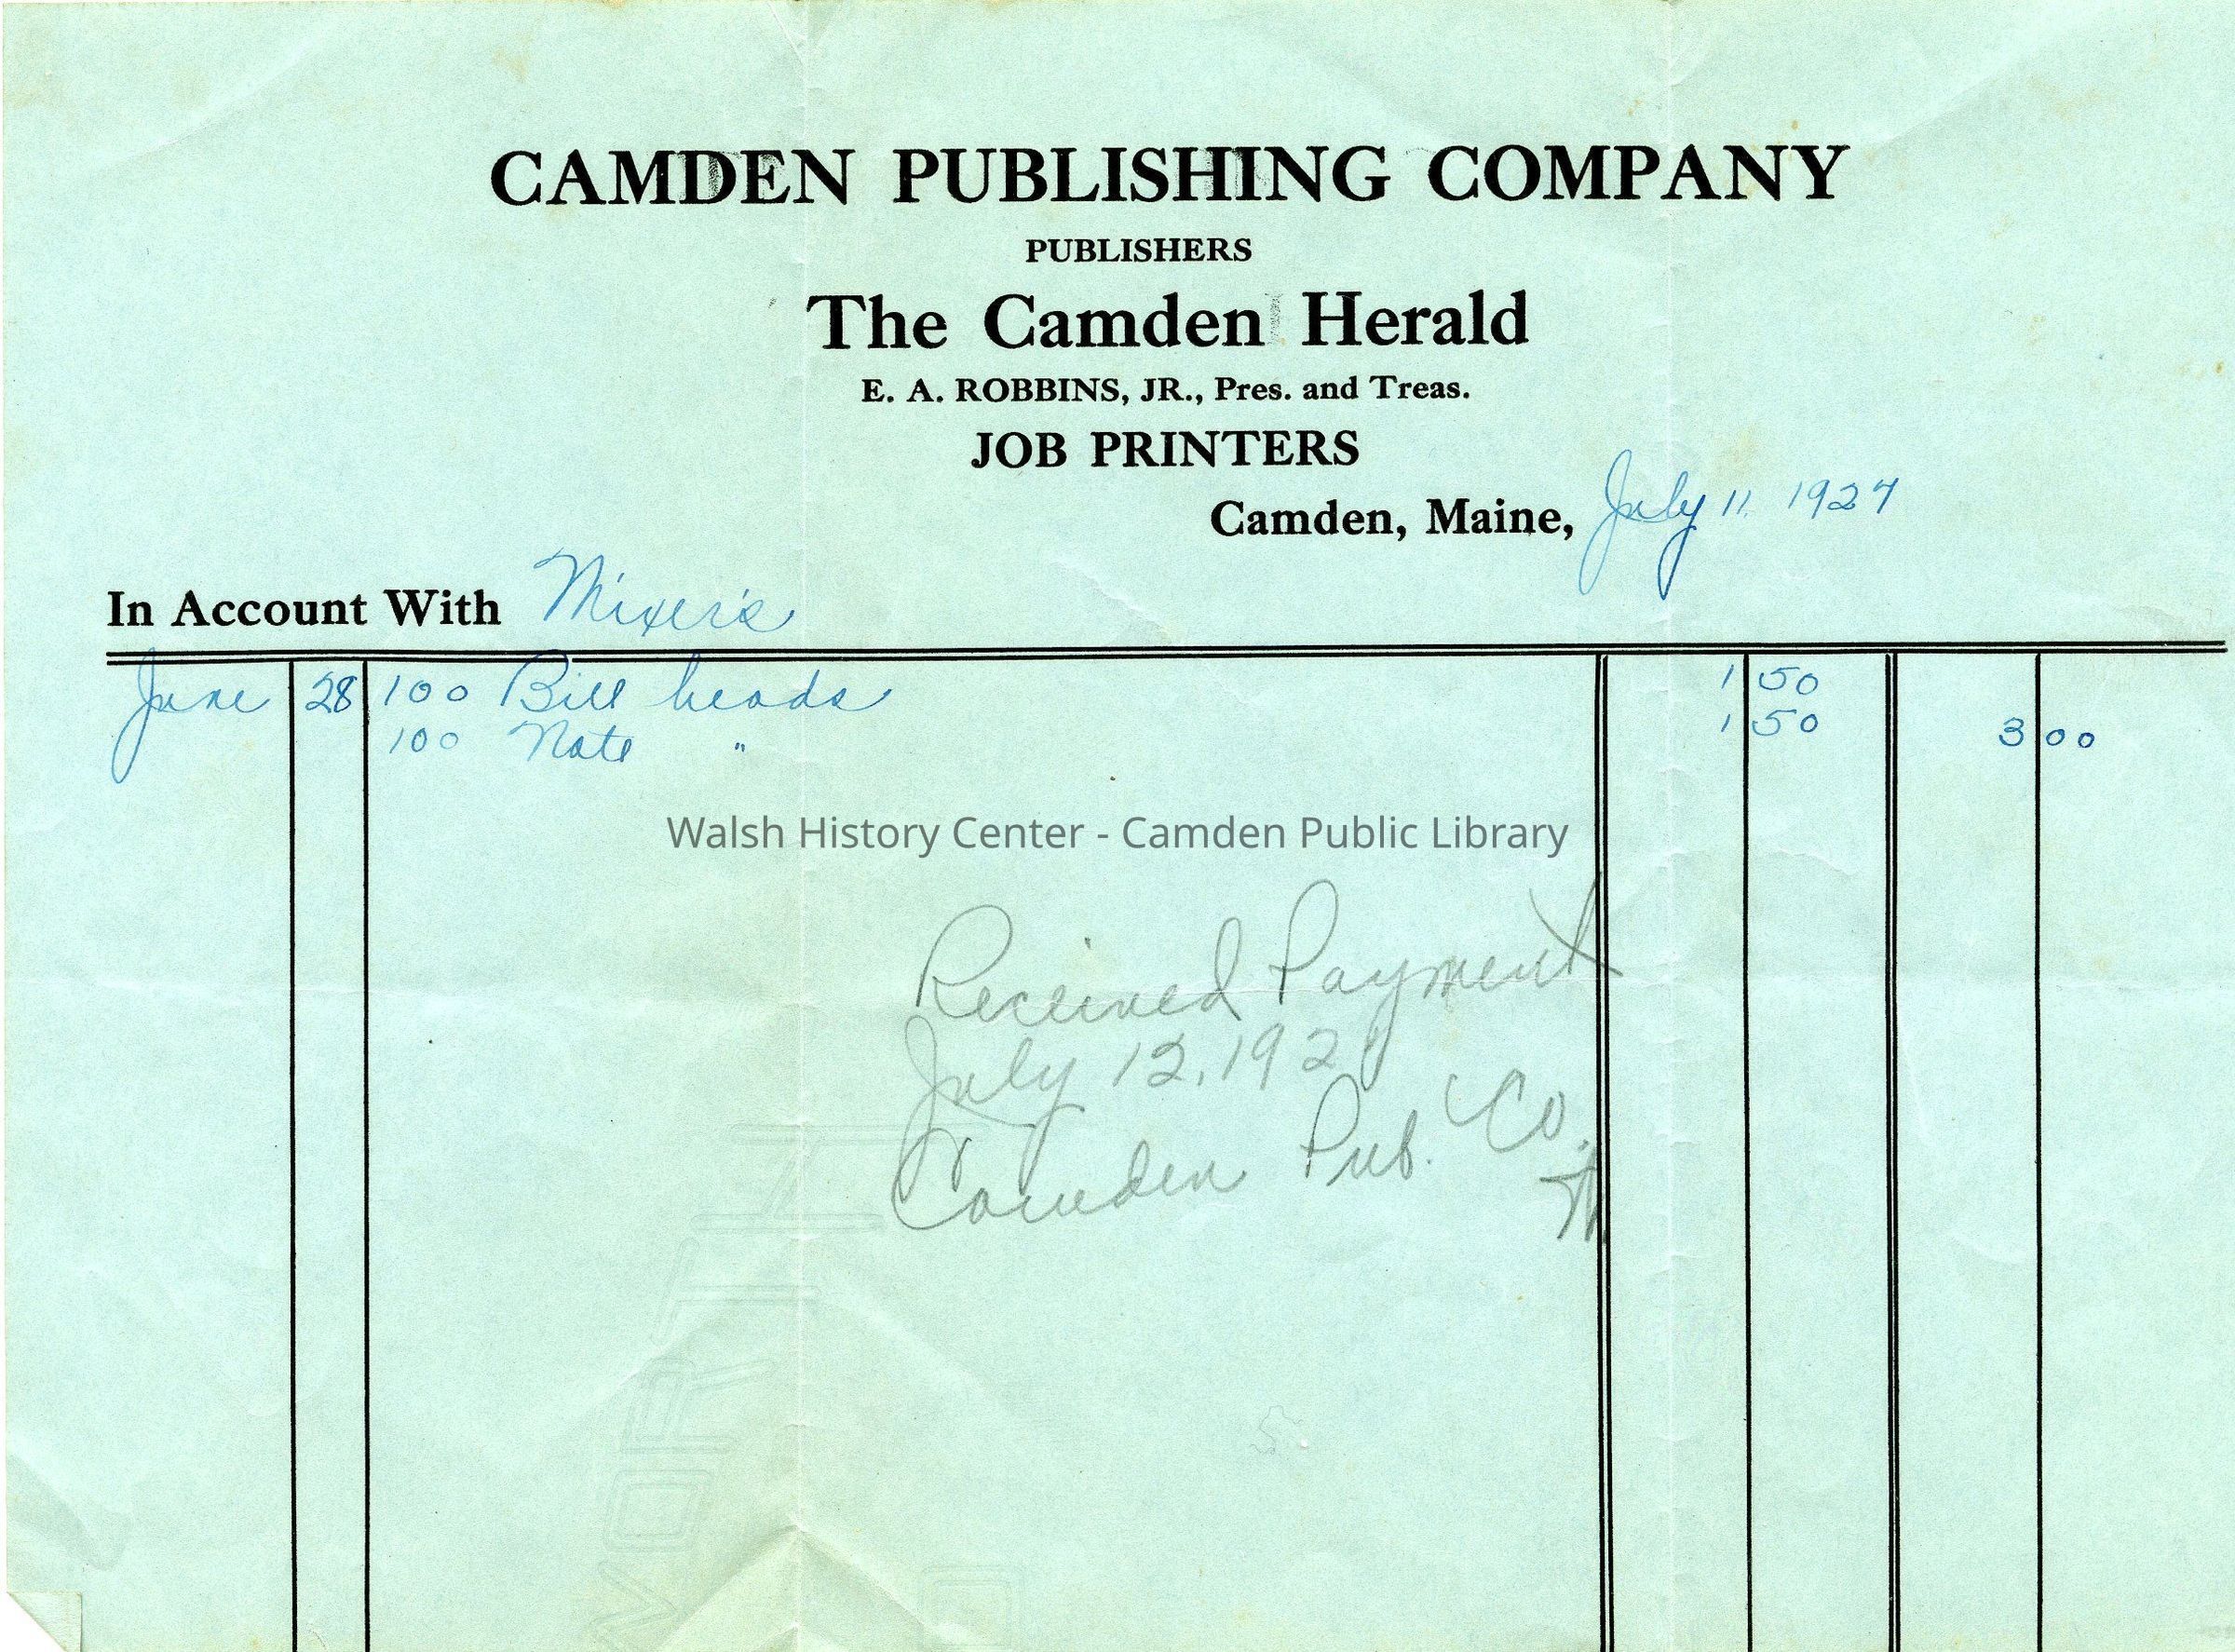 CAMDEN PUBLISHING COMPANY
PUBLISHERS
The Camden Herald
E. A. ROBBINS, JR., Pres. and Treas.
JOB PRINTERS
Camden, Maine, July 11 1927
In Account With Mixer's
June 28 100 Bill heads 1 50
100 Note " 1 50 3 00
Walsh History Center - Camden Public Library
Received Payment
July 12, 192
Camden Pub. Co.